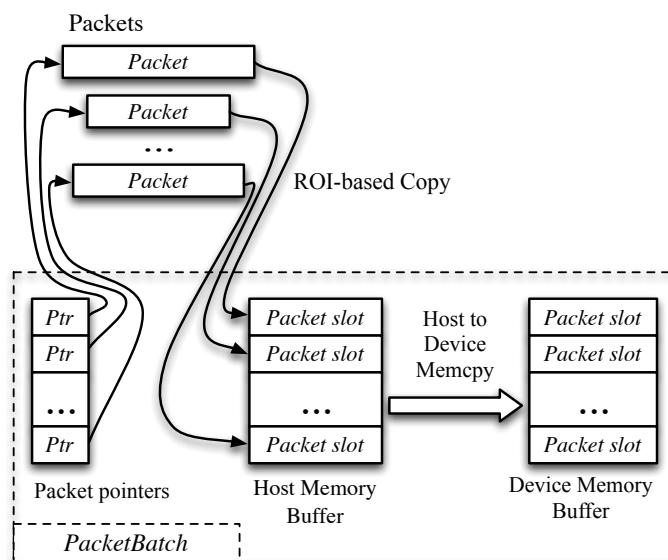 Packets
Packet
Packet
...
Packet
ROI-based Copy
Ptr
Ptr
...
Ptr
Packet pointers
Packet slot
Packet slot
...
Packet slot
Host Memory
Buffer
Host to
Device
Memcpy
Packet slot
Packet slot
...
Packet slot
Device Memory
Buffer
PacketBatch